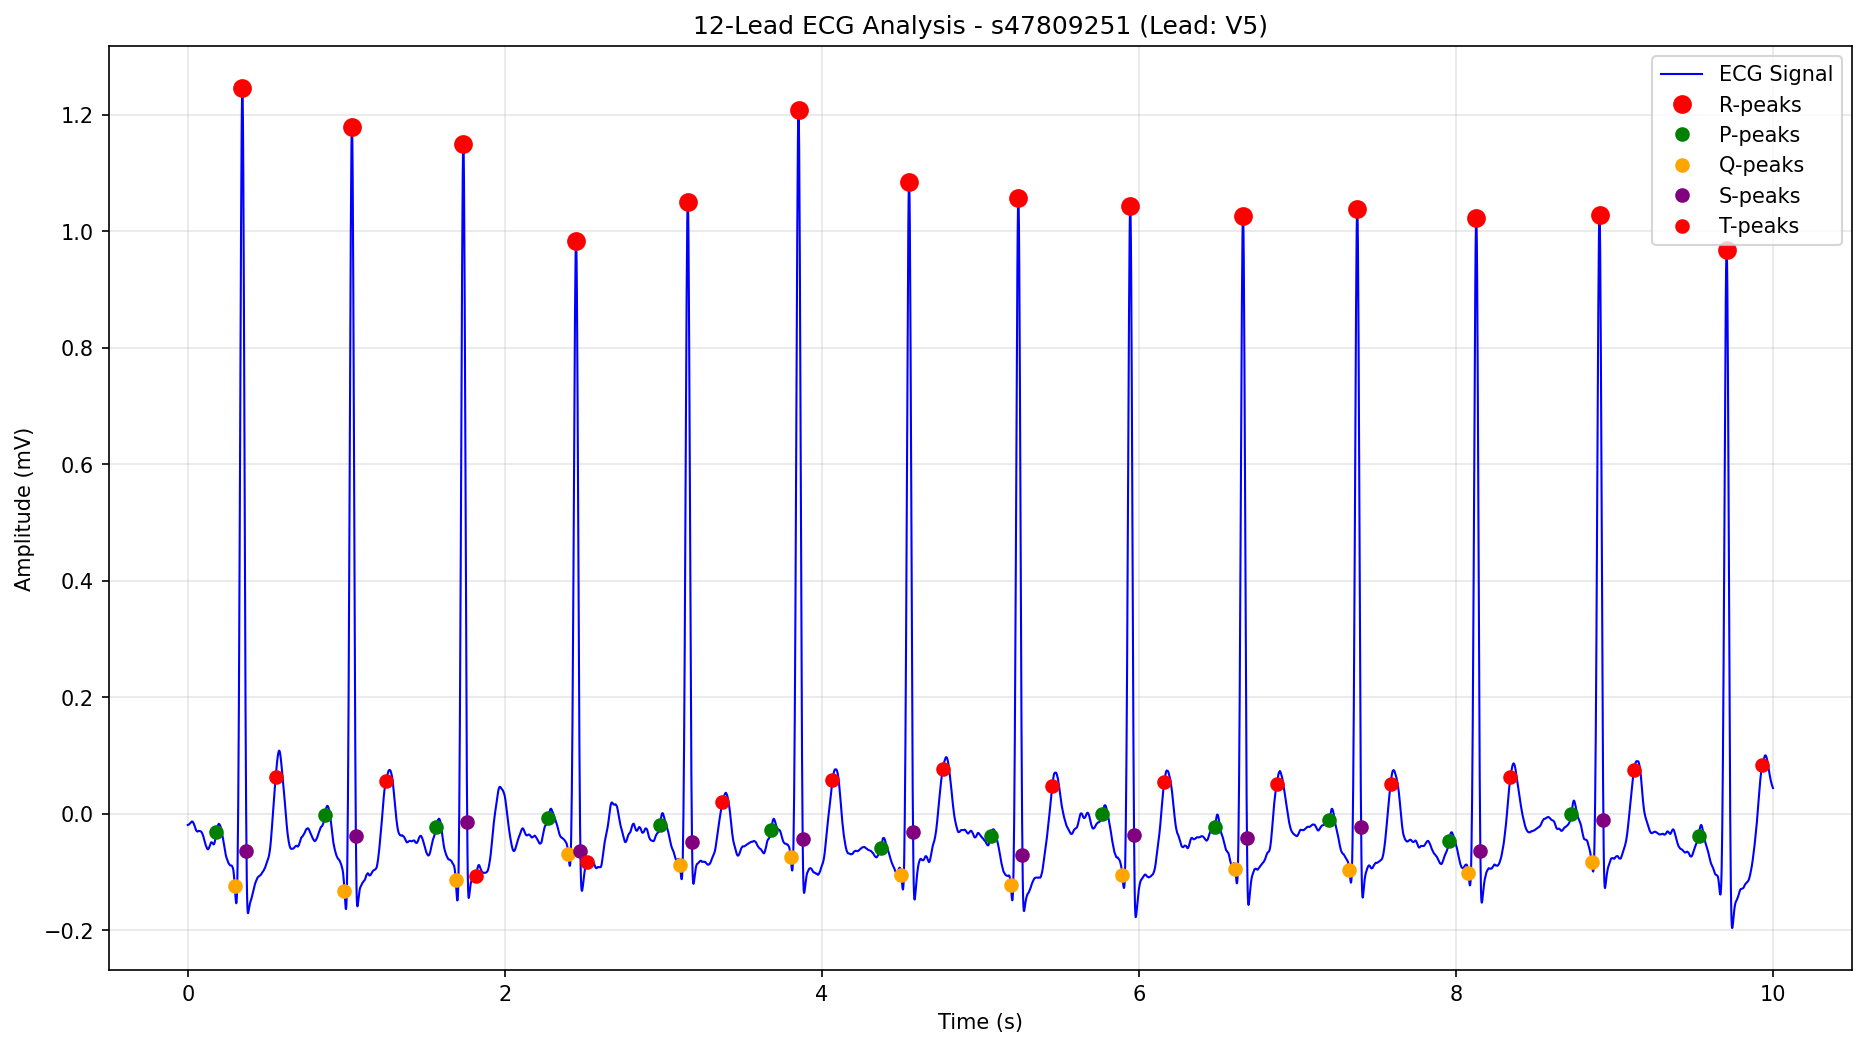 12-Lead ECG Analysis - s47809251 (Lead: V5)
ECG Signal
R-peaks
P-peaks
Q-peaks
S-peaks
T-peaks
Amplitude (mV)
1.2
1.0
0.8
0.6
0.4
0.2
0.0
−0.2
0 2 4 6 8 10
Time (s)